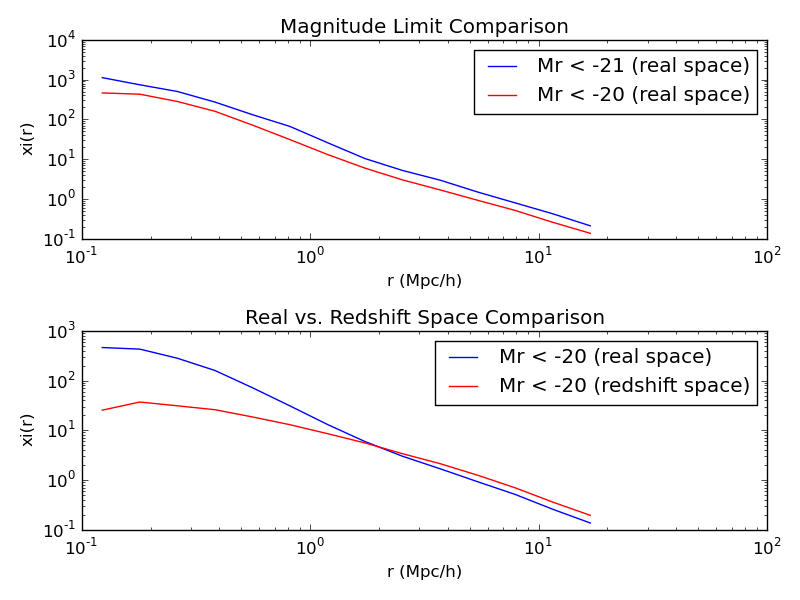 Magnitude Limit Comparison
10^4
10^3
10^2
10^1
10^0
10^-1
xi(r)
Mr < -21 (real space)
Mr < -20 (real space)
10^-1 10^0 10^1 10^2
r (Mpc/h)
Real vs. Redshift Space Comparison
10^3
10^2
10^1
10^0
10^-1
xi(r)
Mr < -20 (real space)
Mr < -20 (redshift space)
10^-1 10^0 10^1 10^2
r (Mpc/h)